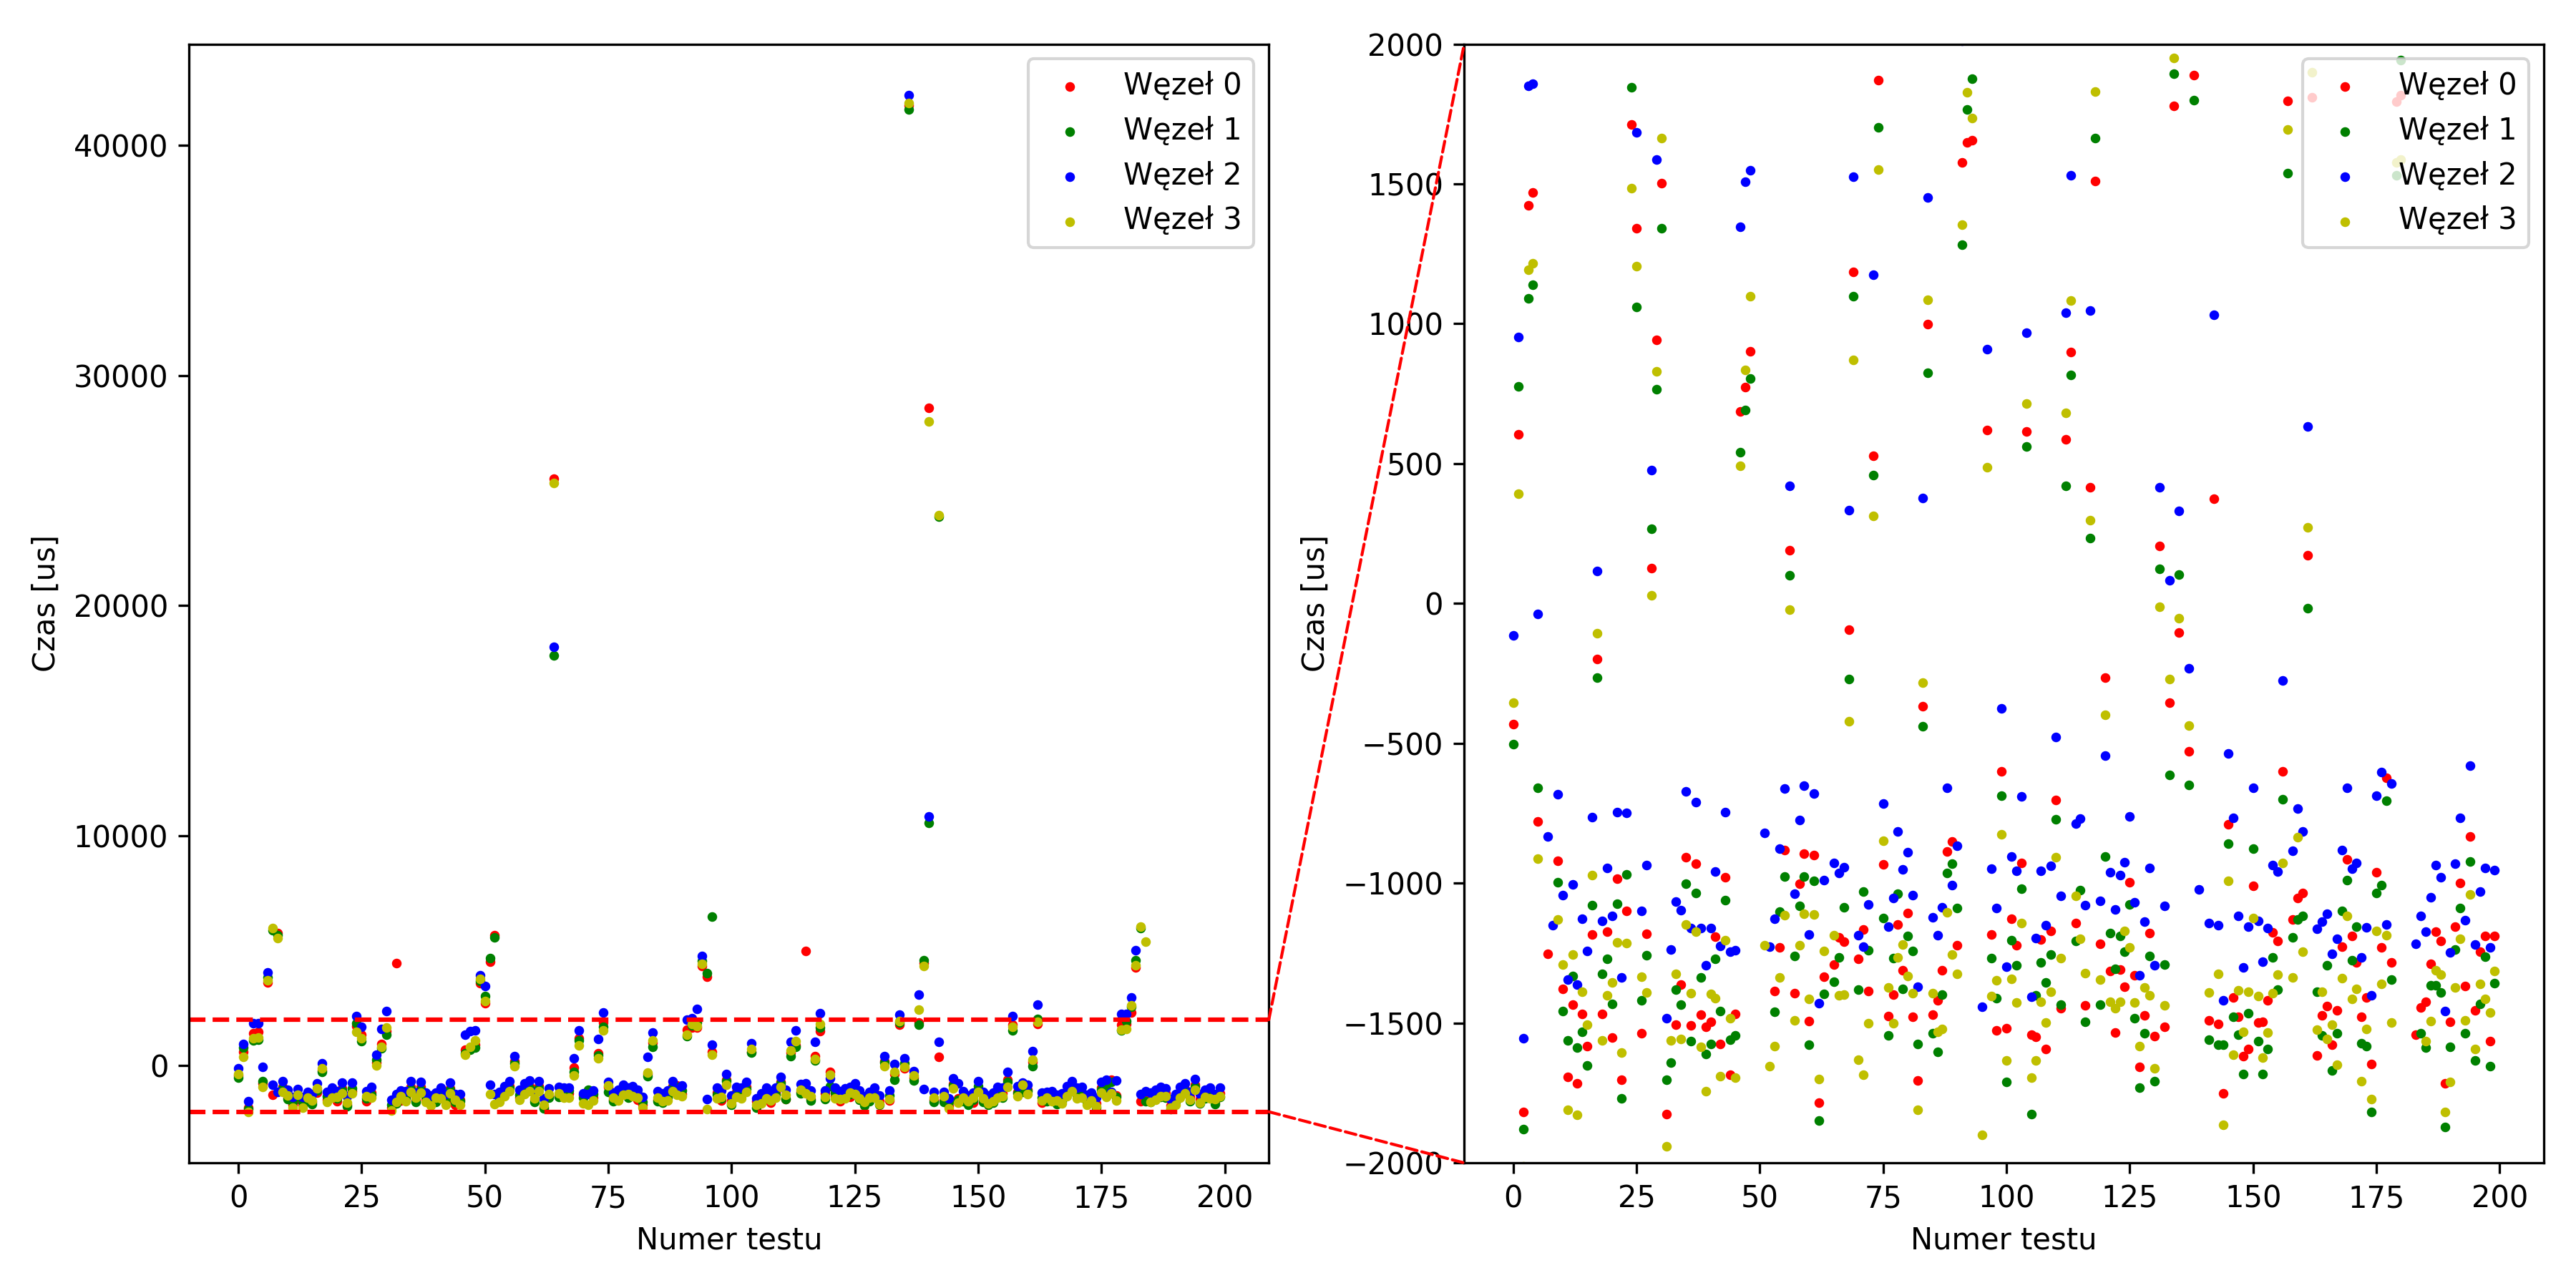 Węzeł 0
Węzeł 1
Węzeł 2
Węzeł 3
40000
30000
20000
10000
0
Czas [us]
0 25 50 75 100 125 150 175 200
Numer testu
Węzeł 0
Węzeł 1
Węzeł 2
Węzeł 3
2000
1500
1000
500
0
−500
−1000
−1500
−2000
Czas [us]
0 25 50 75 100 125 150 175 200
Numer testu